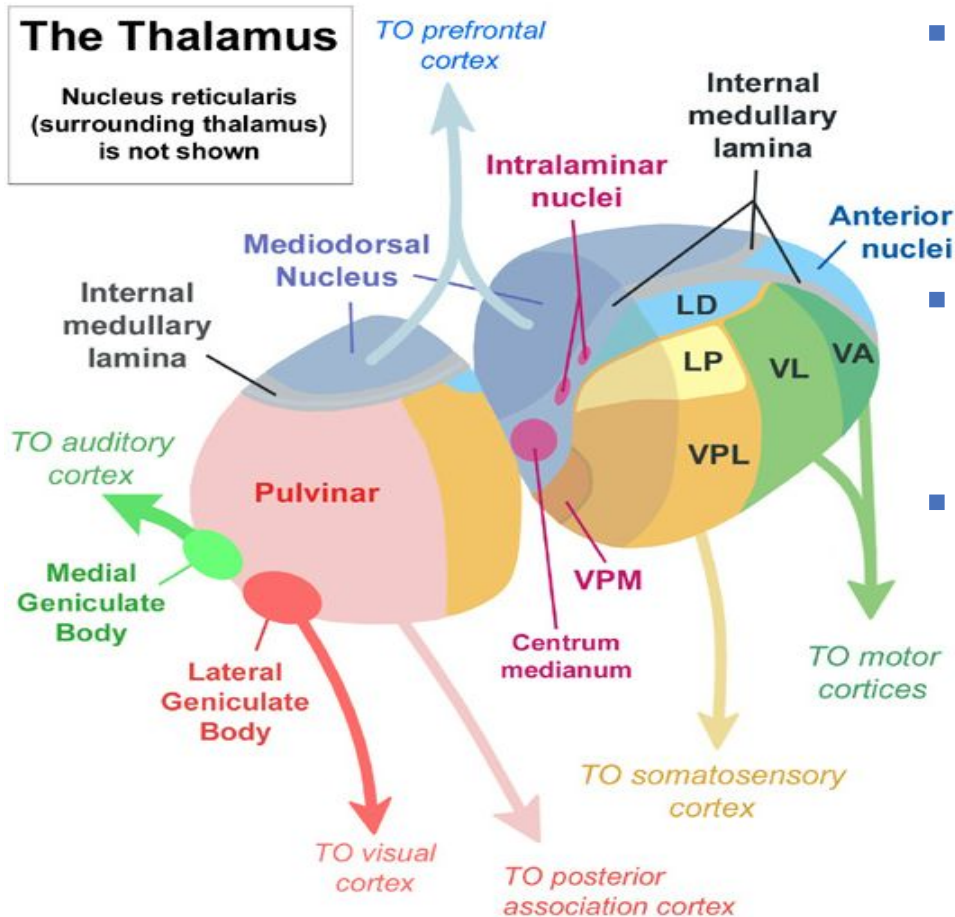 The Thalamus
Nucleus reticularis
(surrounding thalamus)
is not shown
TO prefrontal
cortex
Internal
medullary
lamina
Intralaminar
nuclei
Anterior
nuclei
Mediodorsal
Nucleus
Internal
medullary
lamina
LD
LP
VL
VA
VPL
TO auditory
cortex
Pulvinar
Medial
Geniculate
Body
VPM
Centrum
medianum
Lateral
Geniculate
Body
TO motor
cortices
TO somatosensory
cortex
TO visual
cortex
TO posterior
association cortex